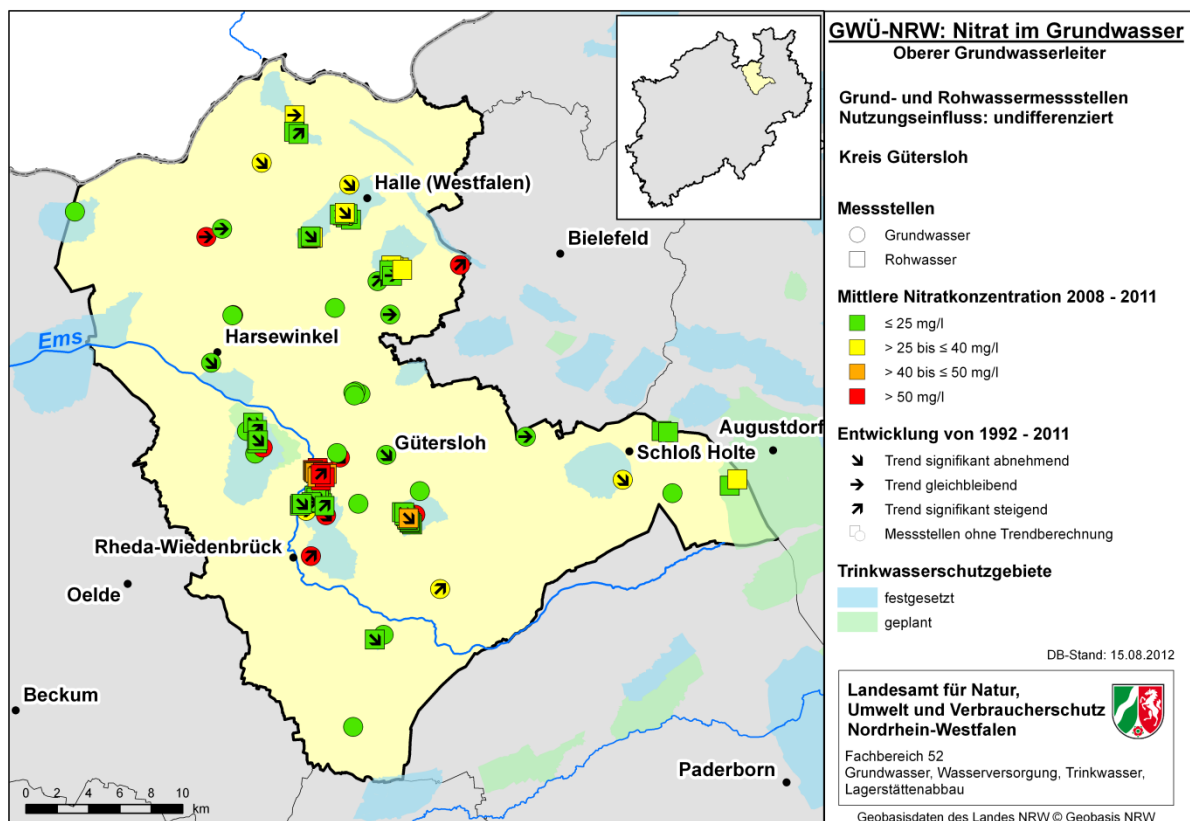 GWÜ-NRW: Nitrat im Grundwasser
Oberer Grundwasserleiter
Grund- und Rohwassermessstellen
Nutzungseinfluss: undifferenziert
Kreis Gütersloh
Messstellen
Grundwasser
Rohwasser
Mittlere Nitratkonzentration 2008 - 2011
≤ 25 mg/l
> 25 bis ≤ 40 mg/l
> 40 bis ≤ 50 mg/l
> 50 mg/l
Entwicklung von 1992 - 2011
Trend signifikant abnehmend
Trend gleichbleibend
Trend signifikant steigend
Messstellen ohne Trendberechnung
Trinkwasserschutzgebiete
festgesetzt
geplant
DB-Stand: 15.08.2012
Landesamt für Natur,
Umwelt und Verbraucherschutz
Nordrhein-Westfalen
Fachbereich 52
Grundwasser, Wasserversorgung, Trinkwasser,
Lagerstättenabbau
Geobasisdaten des Landes NRW © Geobasis NRW
Halle (Westfalen)
Bielefeld
Ems
Harsewinkel
Gütersloh
Augustdorf
Schloß Holte
Rheda-Wiedenbrück
Oelde
Beckum
Paderborn
0 2 4 6 8 10
km